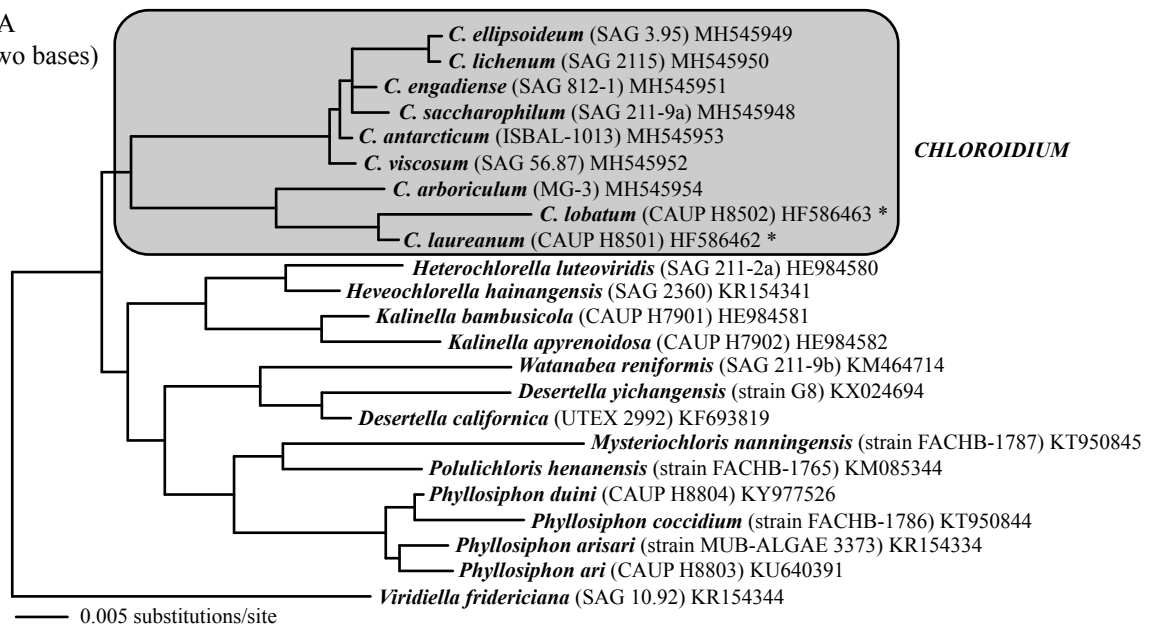 A
wo bases)
C. ellipsoideum (SAG 3.95) MH545949
C. lichenum (SAG 2115) MH545950
C. engadiense (SAG 812-1) MH545951
C. saccharophilum (SAG 211-9a) MH545948
C. antarcticum (ISBAL-1013) MH545953
C. viscosum (SAG 56.87) MH545952
CHLOROIDIUM
C. arboriculum (MG-3) MH545954
C. lobatum (CAUP H8502) HF586463 *
C. laureanum (CAUP H8501) HF586462 *
Heterochlorella luteoviridis (SAG 211-2a) HE984580
Heveochlorella hainangensis (SAG 2360) KR154341
Kalinella bambusicola (CAUP H7901) HE984581
Kalinella apyrenoidosa (CAUP H7902) HE984582
Watanabea reniformis (SAG 211-9b) KM464714
Desertella yichangensis (strain G8) KX024694
Desertella californica (UTEX 2992) KF693819
Mysteriochloris nanningensis (strain FACHB-1787) KT950845
Polulichloris henanensis (strain FACHB-1765) KM085344
Phyllosiphon duini (CAUP H8804) KY977526
Phyllosiphon coccidium (strain FACHB-1786) KT950844
Phyllosiphon arisari (strain MUB-ALGAE 3373) KR154334
Phyllosiphon ari (CAUP H8803) KU640391
Viridiella fridericiana (SAG 10.92) KR154344
0.005 substitutions/site